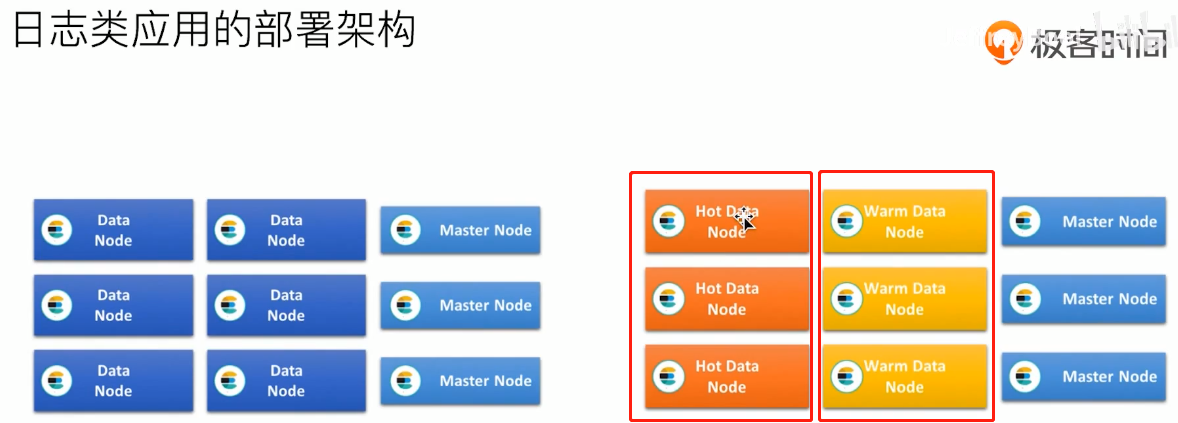 日志类应用的部署架构
极客时间
Data
Node
Data
Node
Master Node
Data
Node
Data
Node
Master Node
Data
Node
Data
Node
Master Node
Hot Data
Node
Warm Data
Node
Master Node
Hot Data
Node
Warm Data
Node
Master Node
Hot Data
Node
Warm Data
Node
Master Node